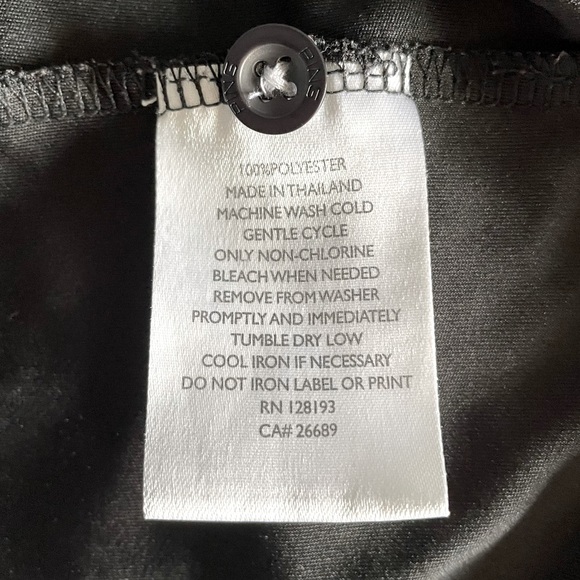 100%POLYESTER
MADE IN THAILAND
MACHINE WASH COLD
GENTLE CYCLE
ONLY NON-CHLORINE
BLEACH WHEN NEEDED
REMOVE FROM WASHER
PROMPTLY AND IMMEDIATELY
TUMBLE DRY LOW
COOL IRON IF NECESSARY
DO NOT IRON LABEL OR PRINT
RN 128193
CA# 26689